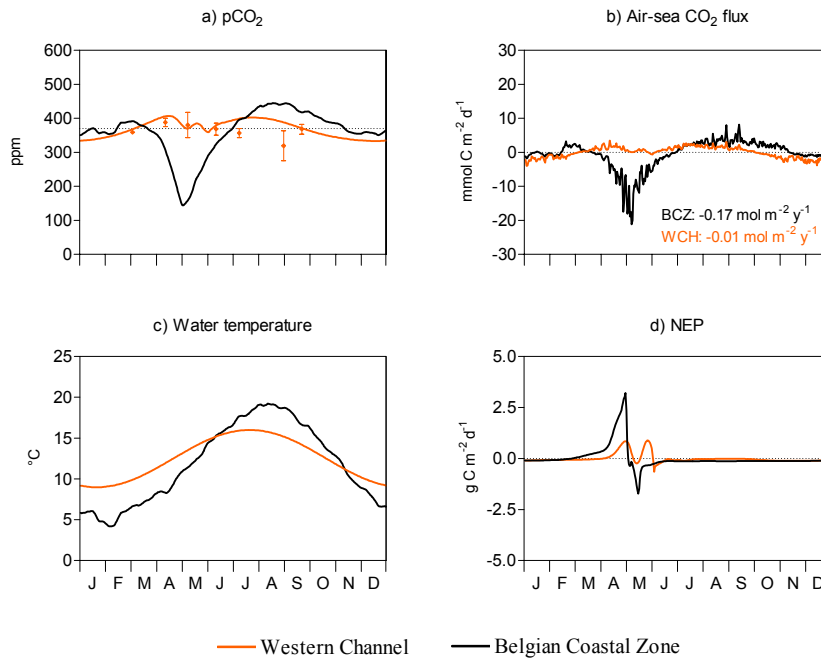 a) pCO2
b) Air-sea CO2 flux
600
500
400
300
200
100
0
ppm
J F M A M J J A S O N D
30
20
10
0
-10
-20
-30
mmol C m-2 d-1
BCZ: -0.17 mol m-2 y-1
WCH: -0.01 mol m-2 y-1
J F M A M J J A S O N D
c) Water temperature
d) NEP
25
20
15
10
5
0
°C
J F M A M J J A S O N D
5.0
2.5
0.0
-2.5
-5.0
g C m-2 d-1
J F M A M J J A S O N D
Western Channel
Belgian Coastal Zone